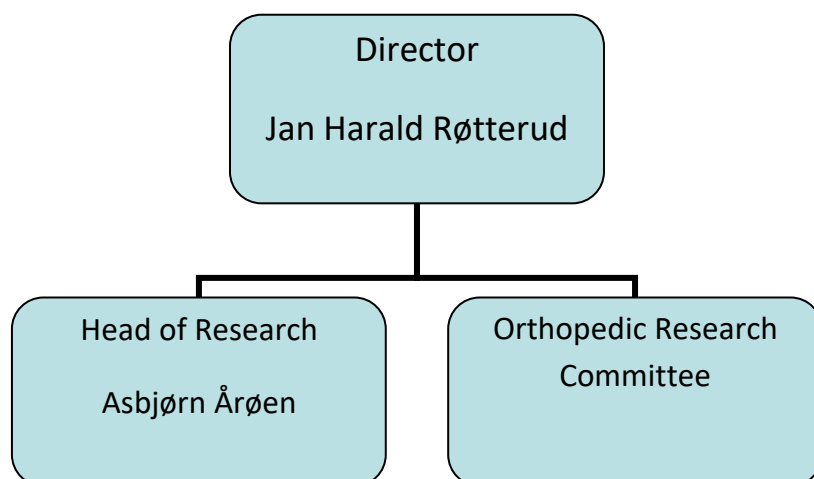 Director
Jan Harald Røtterud
Head of Research
Asbjørn Årøen
Orthopedic Research
Committee